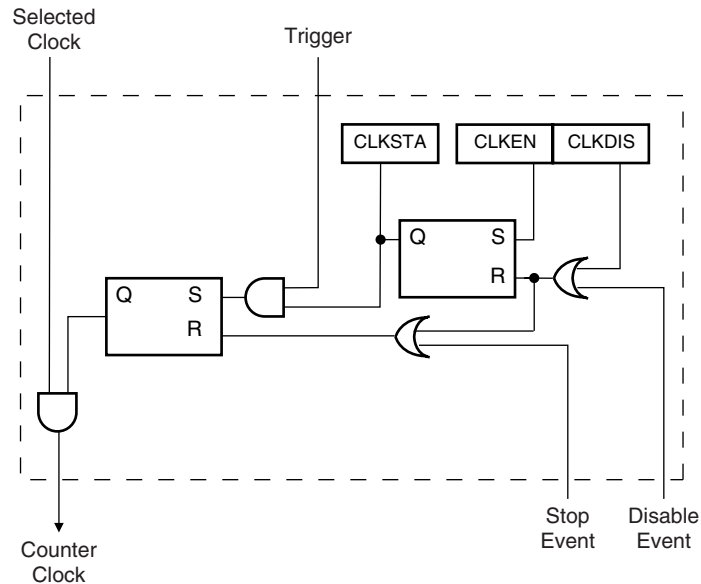 Selected
Clock
Trigger
CLKSTA
CLKEN
CLKDIS
Q
S
R
Q
S
R
Stop
Event
Disable
Event
Counter
Clock